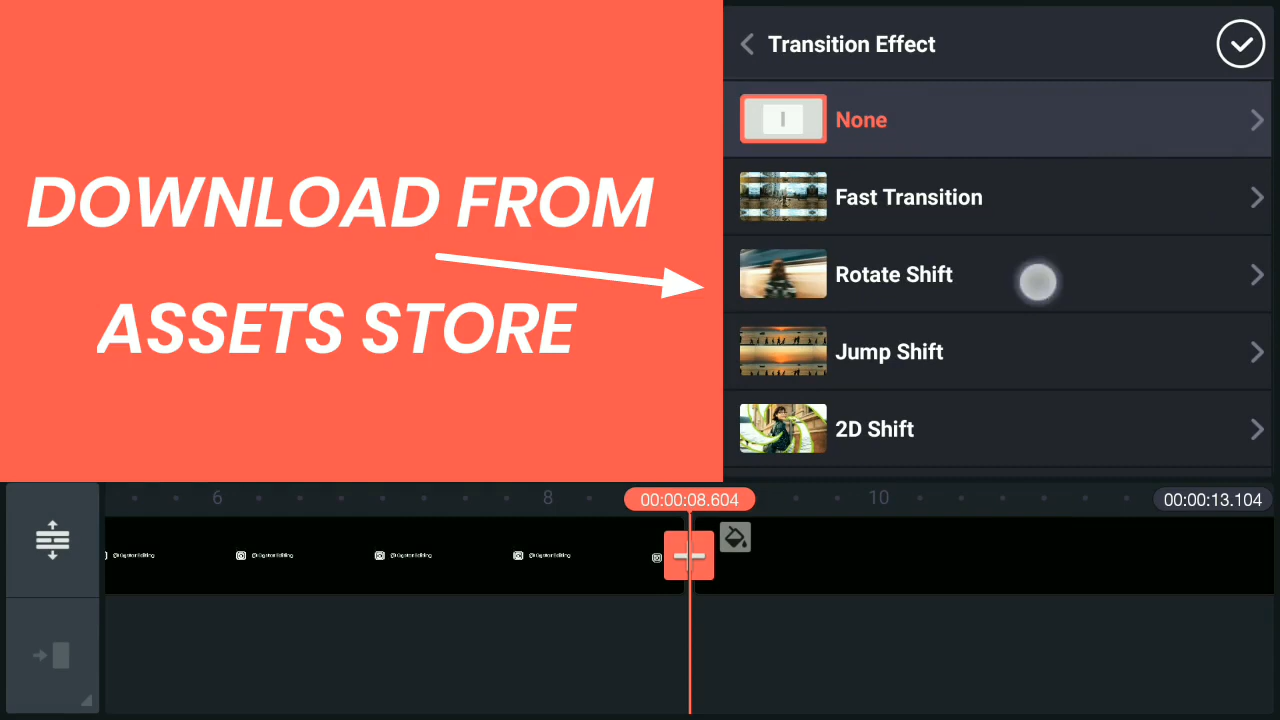 DOWNLOAD FROM
ASSETS STORE
Transition Effect
None
Fast Transition
Rotate Shift
Jump Shift
2D Shift
6
8
00:00:08.604
10
00:00:13.104